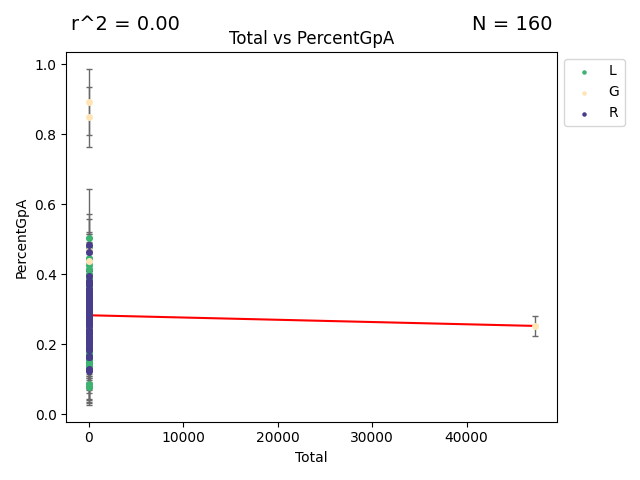 r^2 = 0.00
N = 160
Total vs PercentGpA
1.0
0.8
0.6
0.4
0.2
0.0
PercentGpA
0
10000
20000
30000
40000
Total
L
G
R